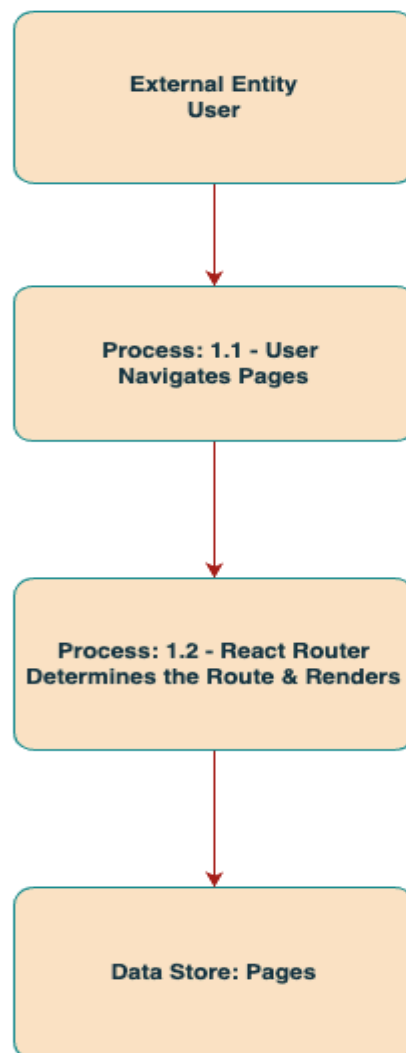 External Entity
User
Process: 1.1 - User
Navigates Pages
Process: 1.2 - React Router
Determines the Route & Renders
Data Store: Pages